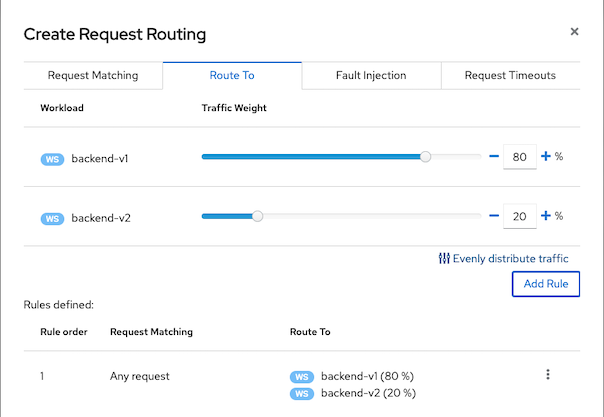 Create Request Routing ×
Request Matching Route To Fault Injection Request Timeouts
Workload Traffic Weight
WS backend-v1 − 80 + %
WS backend-v2 − 20 + %
Evenly distribute traffic
Add Rule
Rules defined:
Rule order Request Matching Route To
1 Any request WS backend-v1 (80 %)
WS backend-v2 (20 %)